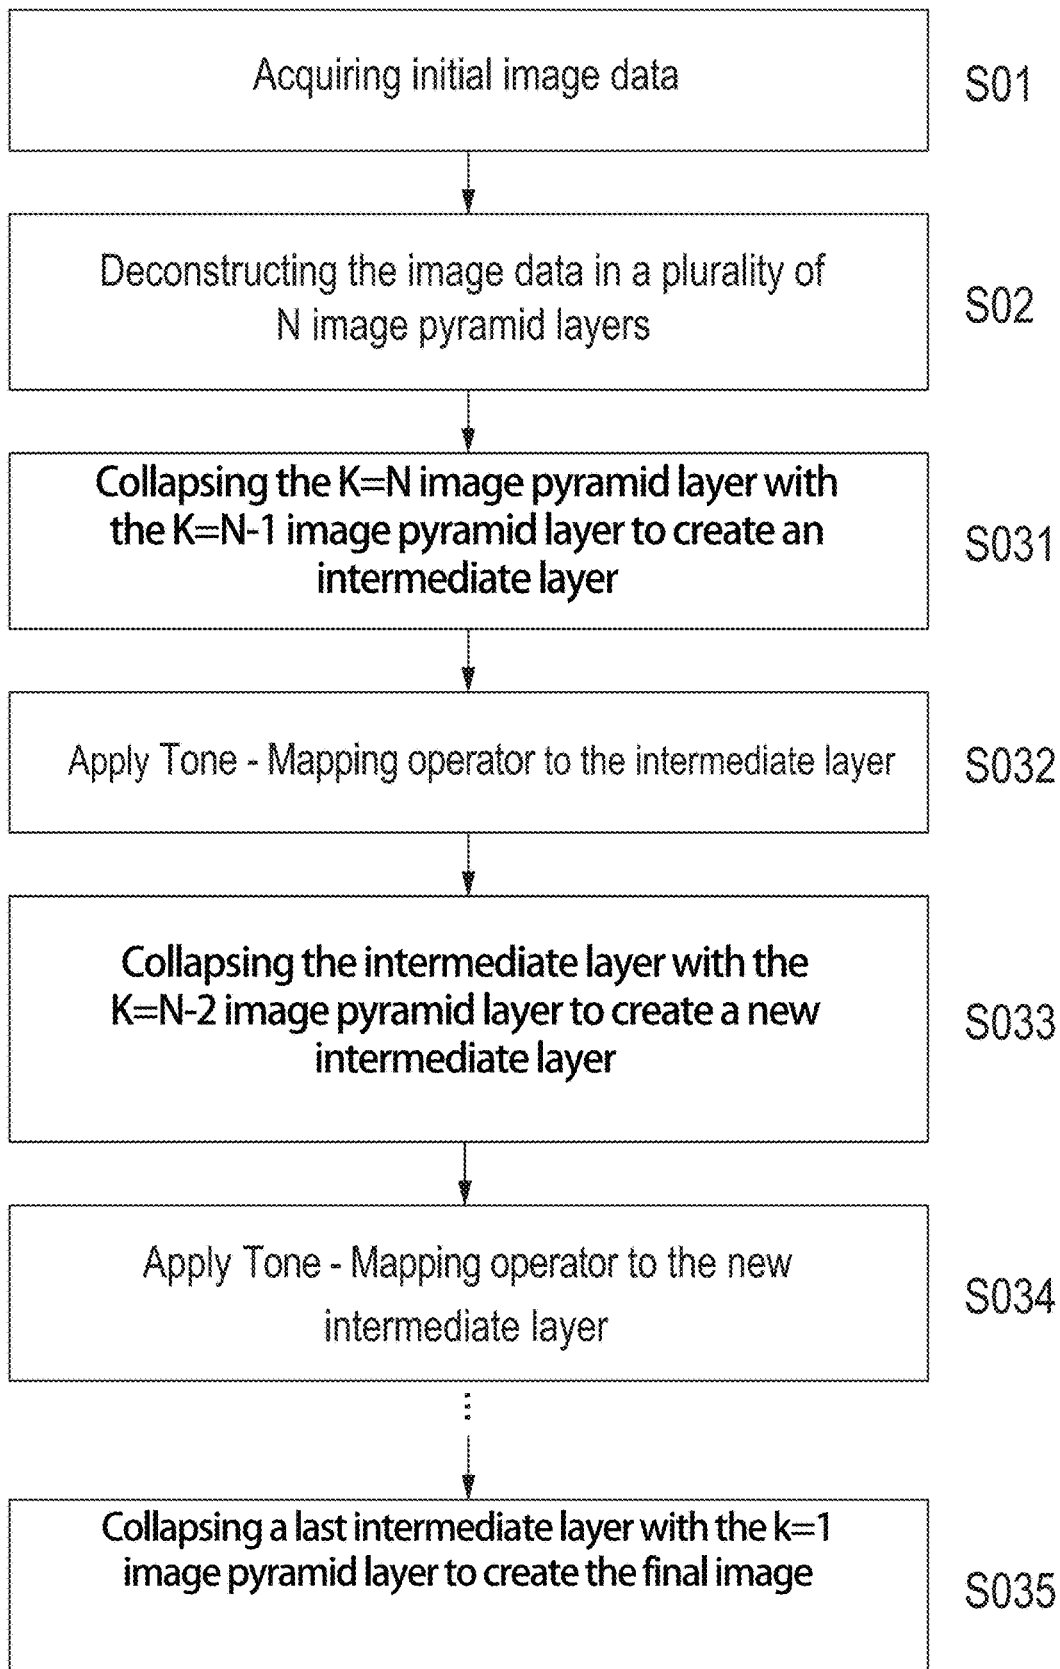 Acquiring initial image data
S01
Deconstructing the image data in a plurality of
N image pyramid layers
S02
Collapsing the K=N image pyramid layer with
the K=N-1 image pyramid layer to create an
intermediate layer
S031
Apply Tone - Mapping operator to the intermediate layer
S032
Collapsing the intermediate layer with the
K=N-2 image pyramid layer to create a new
intermediate layer
S033
Apply Tone - Mapping operator to the new
intermediate layer
S034
Collapsing a last intermediate layer with the k=1
image pyramid layer to create the final image
S035